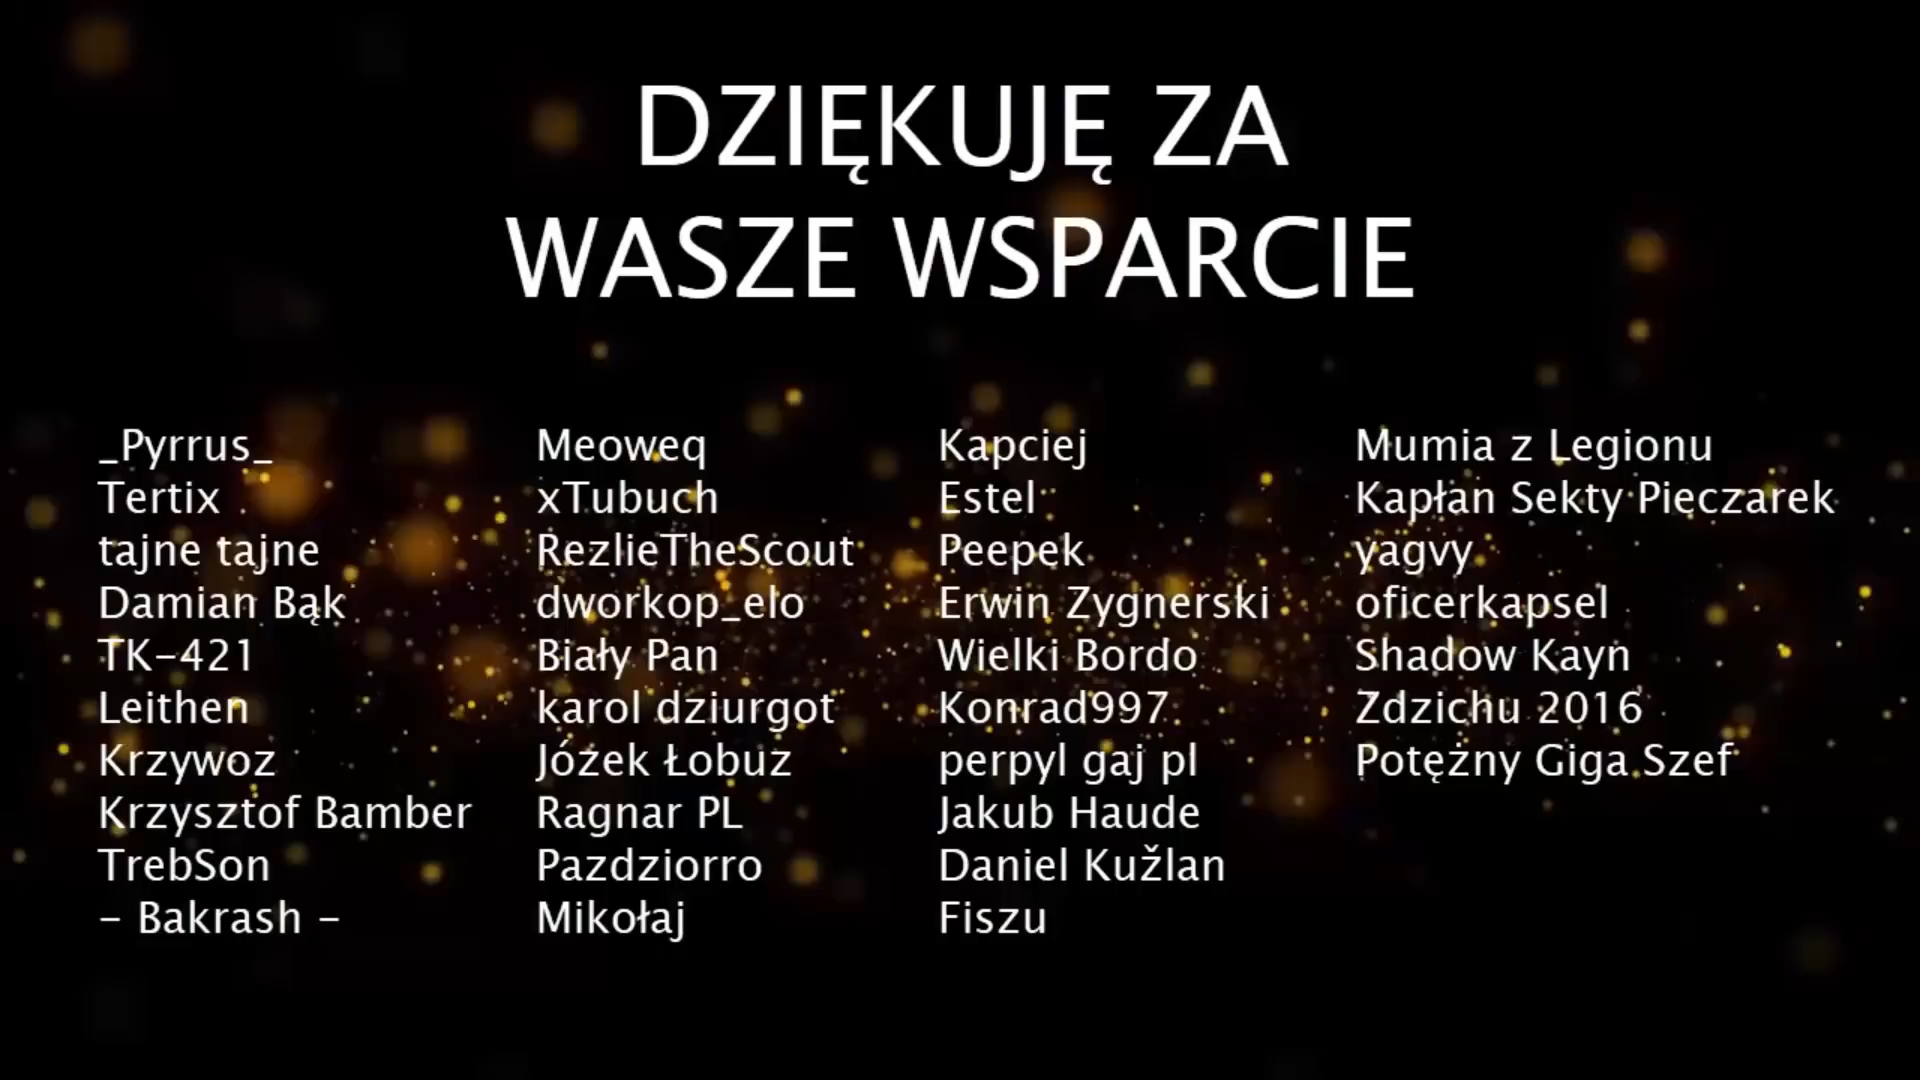 DZIĘKUJĘ ZA
WASZE WSPARCIE
_Pyrrus_
Tertix
tajne tajne
Damian Bąk
TK-421
Leithen
Krzywoz
Krzysztof Bamber
TrebSon
- Bakrash -
Meoweq
xTubuch
RezlieTheScout
dworkop_elo
Biały Pan
karol dziurgot
Józek Łobuz
Ragnar PL
Pazdziorro
Mikołaj
Kapciej
Estel
Peepek
Erwin Zygnerski
Wielki Bordo
Konrad997
perpyl gaj pl
Jakub Haude
Daniel Kužlan
Fiszu
Mumia z Legionu
Kapłan Sekty Pieczarek
yagvy
oficerkapsel
Shadow Kayn
Zdzichu 2016
Potężny Giga Szef